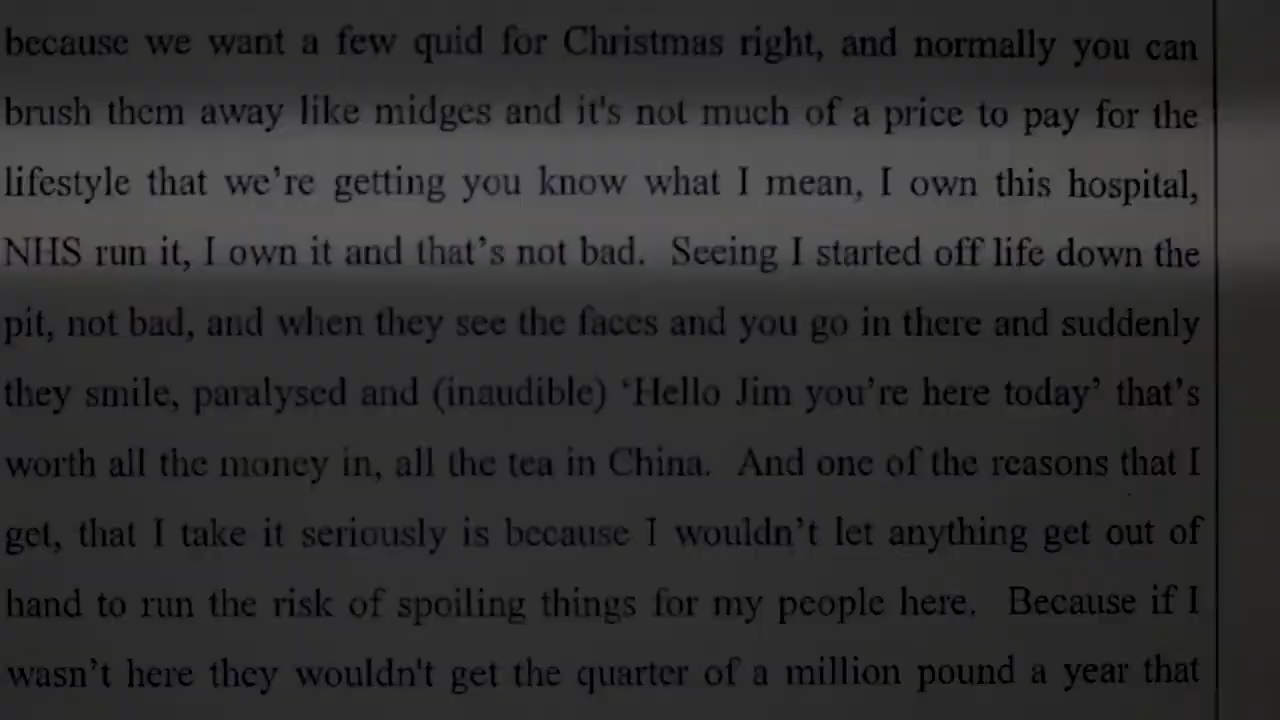 because we want a few quid for Christmas right, and normally you can
brush them away like midges and it's not much of a price to pay for the
lifestyle that we’re getting you know what I mean, I own this hospital,
NHS run it, I own it and that’s not bad. Seeing I started off life down the
pit, not bad, and when they see the faces and you go in there and suddenly
they smile, paralysed and (inaudible) ‘Hello Jim you’re here today’ that’s
worth all the money in, all the tea in China. And one of the reasons that I
get, that I take it seriously is because I wouldn’t let anything get out of
hand to run the risk of spoiling things for my people here. Because if I
wasn’t here they wouldn't get the quarter of a million pound a year that